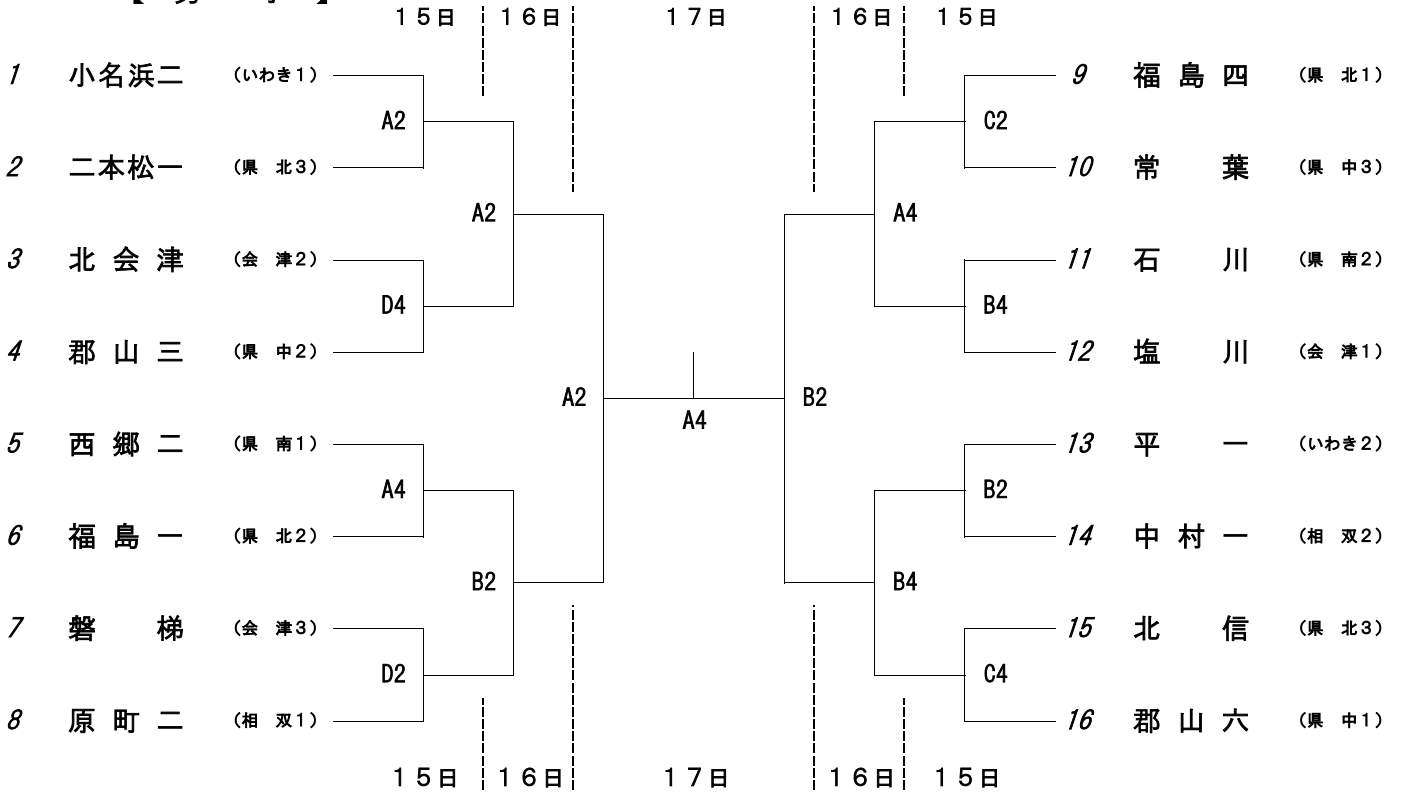 15日 16日 17日 16日 15日
1 小名浜二 (いわき1)
9 福島四 (県 北1)
A2
C2
2 二本松一 (県 北3)
10 常葉 (県 中3)
A2
A4
3 北会津 (会 津2)
11 石川 (県 南2)
D4
B4
4 郡山三 (県 中2)
12 塩川 (会 津1)
A2
B2
A4
5 西郷二 (県 南1)
13 平一 (いわき2)
A4
B2
6 福島一 (県 北2)
14 中村一 (相 双2)
B2
B4
7 磐梯 (会 津3)
15 北信 (県 北3)
D2
C4
8 原町二 (相 双1)
16 郡山六 (県 中1)
15日 16日 17日 16日 15日